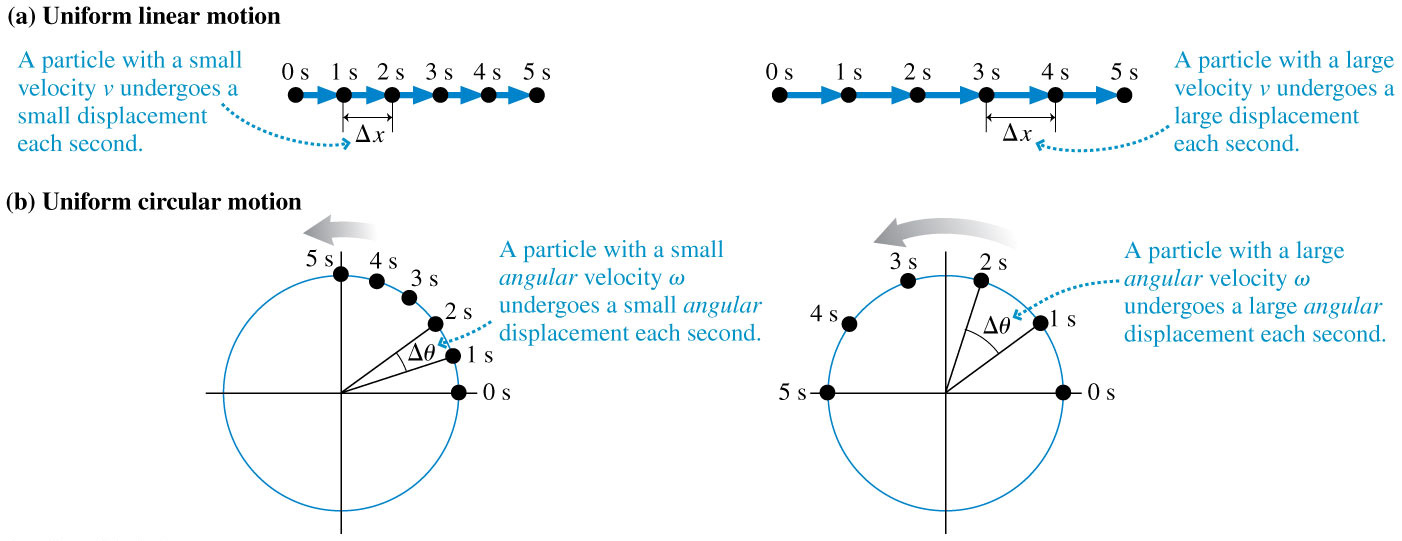 (a) Uniform linear motion
A particle with a small
velocity v undergoes a
small displacement
each second.
0 s 1 s 2 s 3 s 4 s 5 s
Δx
0 s 1 s 2 s 3 s 4 s 5 s
Δx
A particle with a large
velocity v undergoes a
large displacement
each second.
(b) Uniform circular motion
5 s
4 s
3 s
2 s
1 s
0 s
Δθ
A particle with a small
angular velocity ω
undergoes a small angular
displacement each second.
3 s
2 s
4 s
1 s
5 s
0 s
Δθ
A particle with a large
angular velocity ω
undergoes a large angular
displacement each second.